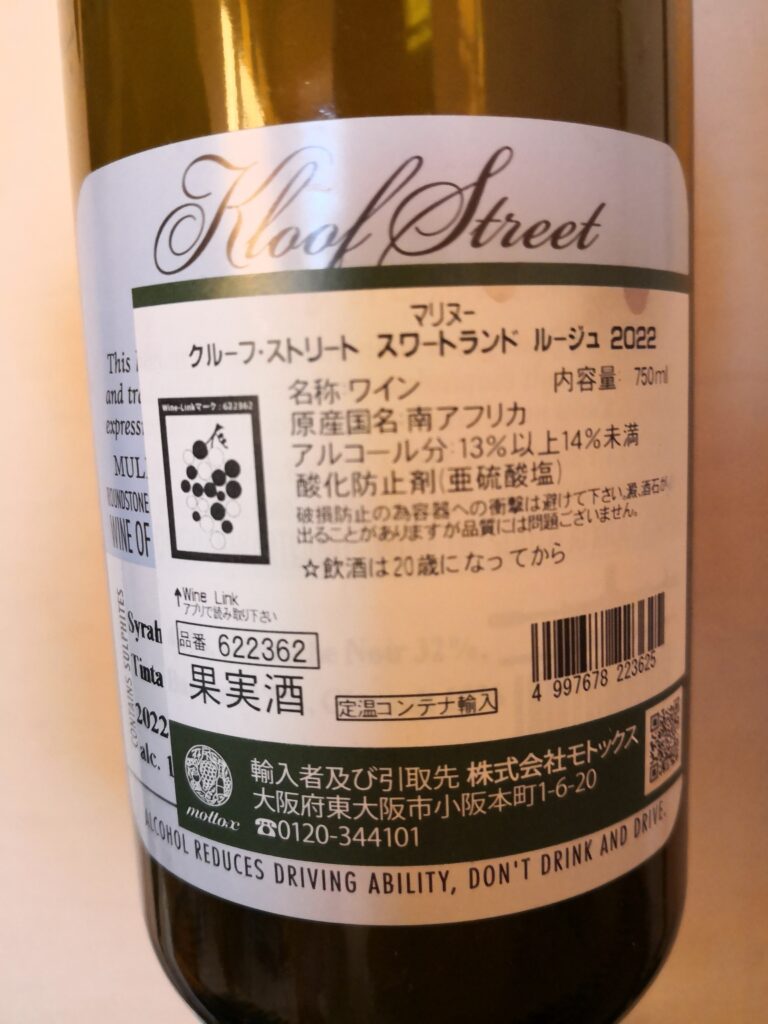 Kloof Street
マリヌー
クルーフ・ストリート スワートランド ルージュ 2022
名称 ワイン
内容量 750ml
原産国名 南アフリカ
アルコール分 13%以上14%未満
酸化防止剤(亜硫酸塩)
破損防止の為容器への衝撃は避けて下さい。澱、酒石が
出ることがありますが品質には問題ございません。
☆飲酒は20歳になってから
Wine-Linkマーク:622362
↑Wine Link
アプリで読み取り下さい
品番 622362
果実酒
定温コンテナ輸入
4 997678 223625
mottox
輸入者及び引取先 株式会社モトックス
大阪府東大阪市小阪本町1-6-20
☎0120-344101
This
and
WINE OF
CONTAINS SULPHITES
Syrah
Tinta
Noir 32%.
2022
alc.
ALCOHOL REDUCES DRIVING ABILITY, DON'T DRINK AND DRIVE.